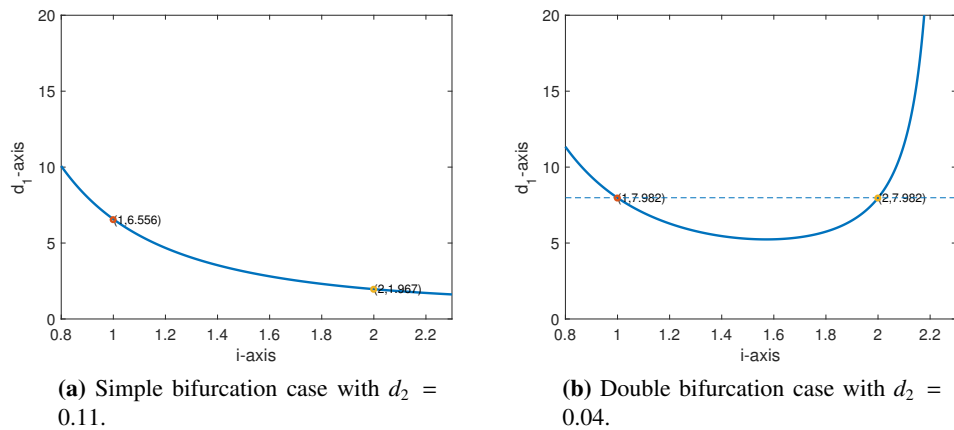 20
15
10
5
0
d1-axis
(1,6.556)
(2,1.967)
0.8 1 1.2 1.4 1.6 1.8 2 2.2
i-axis
(a) Simple bifurcation case with d2 =
0.11.
20
15
10
5
0
d1-axis
(1,7.982)
(2,7.982)
0.8 1 1.2 1.4 1.6 1.8 2 2.2
i-axis
(b) Double bifurcation case with d2 =
0.04.